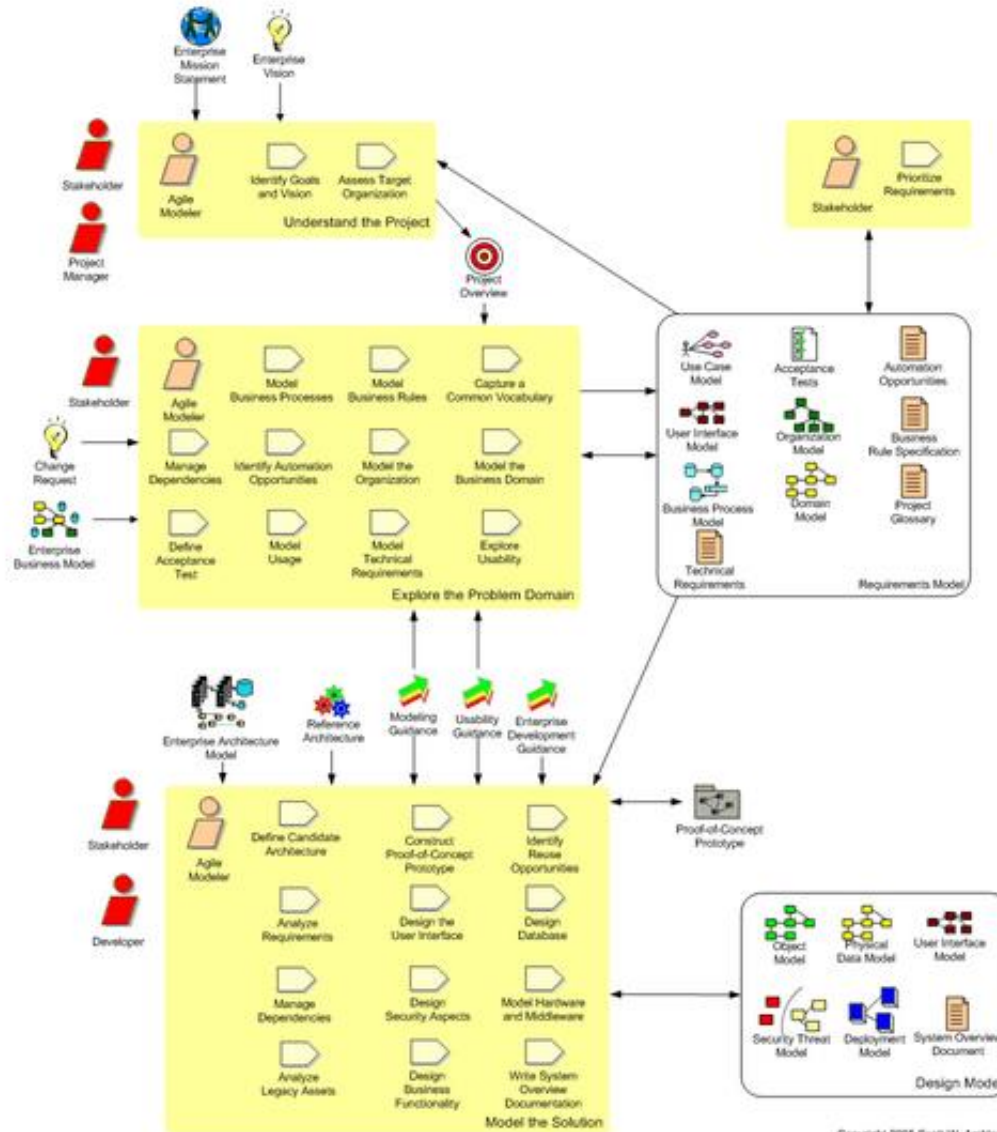 Enterprise
Mission
Statement
Enterprise
Vision
Stakeholder
Project
Manager
Agile
Modeler
Identify Goals
and Vision
Assess Target
Organization
Understand the Project
Stakeholder
Prioritize
Requirements
Project
Overview
Stakeholder
Change
Request
Enterprise
Business Model
Agile
Modeler
Model
Business Processes
Model
Business Rules
Capture a
Common Vocabulary
Manage
Dependencies
Identify Automation
Opportunities
Model the
Organization
Model the
Business Domain
Define
Acceptance
Test
Model
Usage
Model
Technical
Requirements
Explore
Usability
Explore the Problem Domain
Use Case
Model
Acceptance
Tests
Automation
Opportunities
User Interface
Model
Organization
Model
Business
Rule Specification
Business Process
Model
Domain
Model
Project
Glossary
Technical
Requirements
Requirements Model
Enterprise Architecture
Model
Reference
Architecture
Modeling
Guidance
Usability
Guidance
Enterprise
Development
Guidance
Stakeholder
Developer
Agile
Modeler
Define Candidate
Architecture
Construct
Proof-of-Concept
Prototype
Identify
Reuse
Opportunities
Analyze
Requirements
Design the
User Interface
Design
Database
Manage
Dependencies
Design
Security Aspects
Model Hardware
and Middleware
Analyze
Legacy Assets
Design
Business
Functionality
Write System
Overview
Documentation
Model the Solution
Proof-of-Concept
Prototype
Object
Model
Physical
Data Model
User Interface
Model
Security Threat
Model
Deployment
Model
System Overview
Document
Design Mode